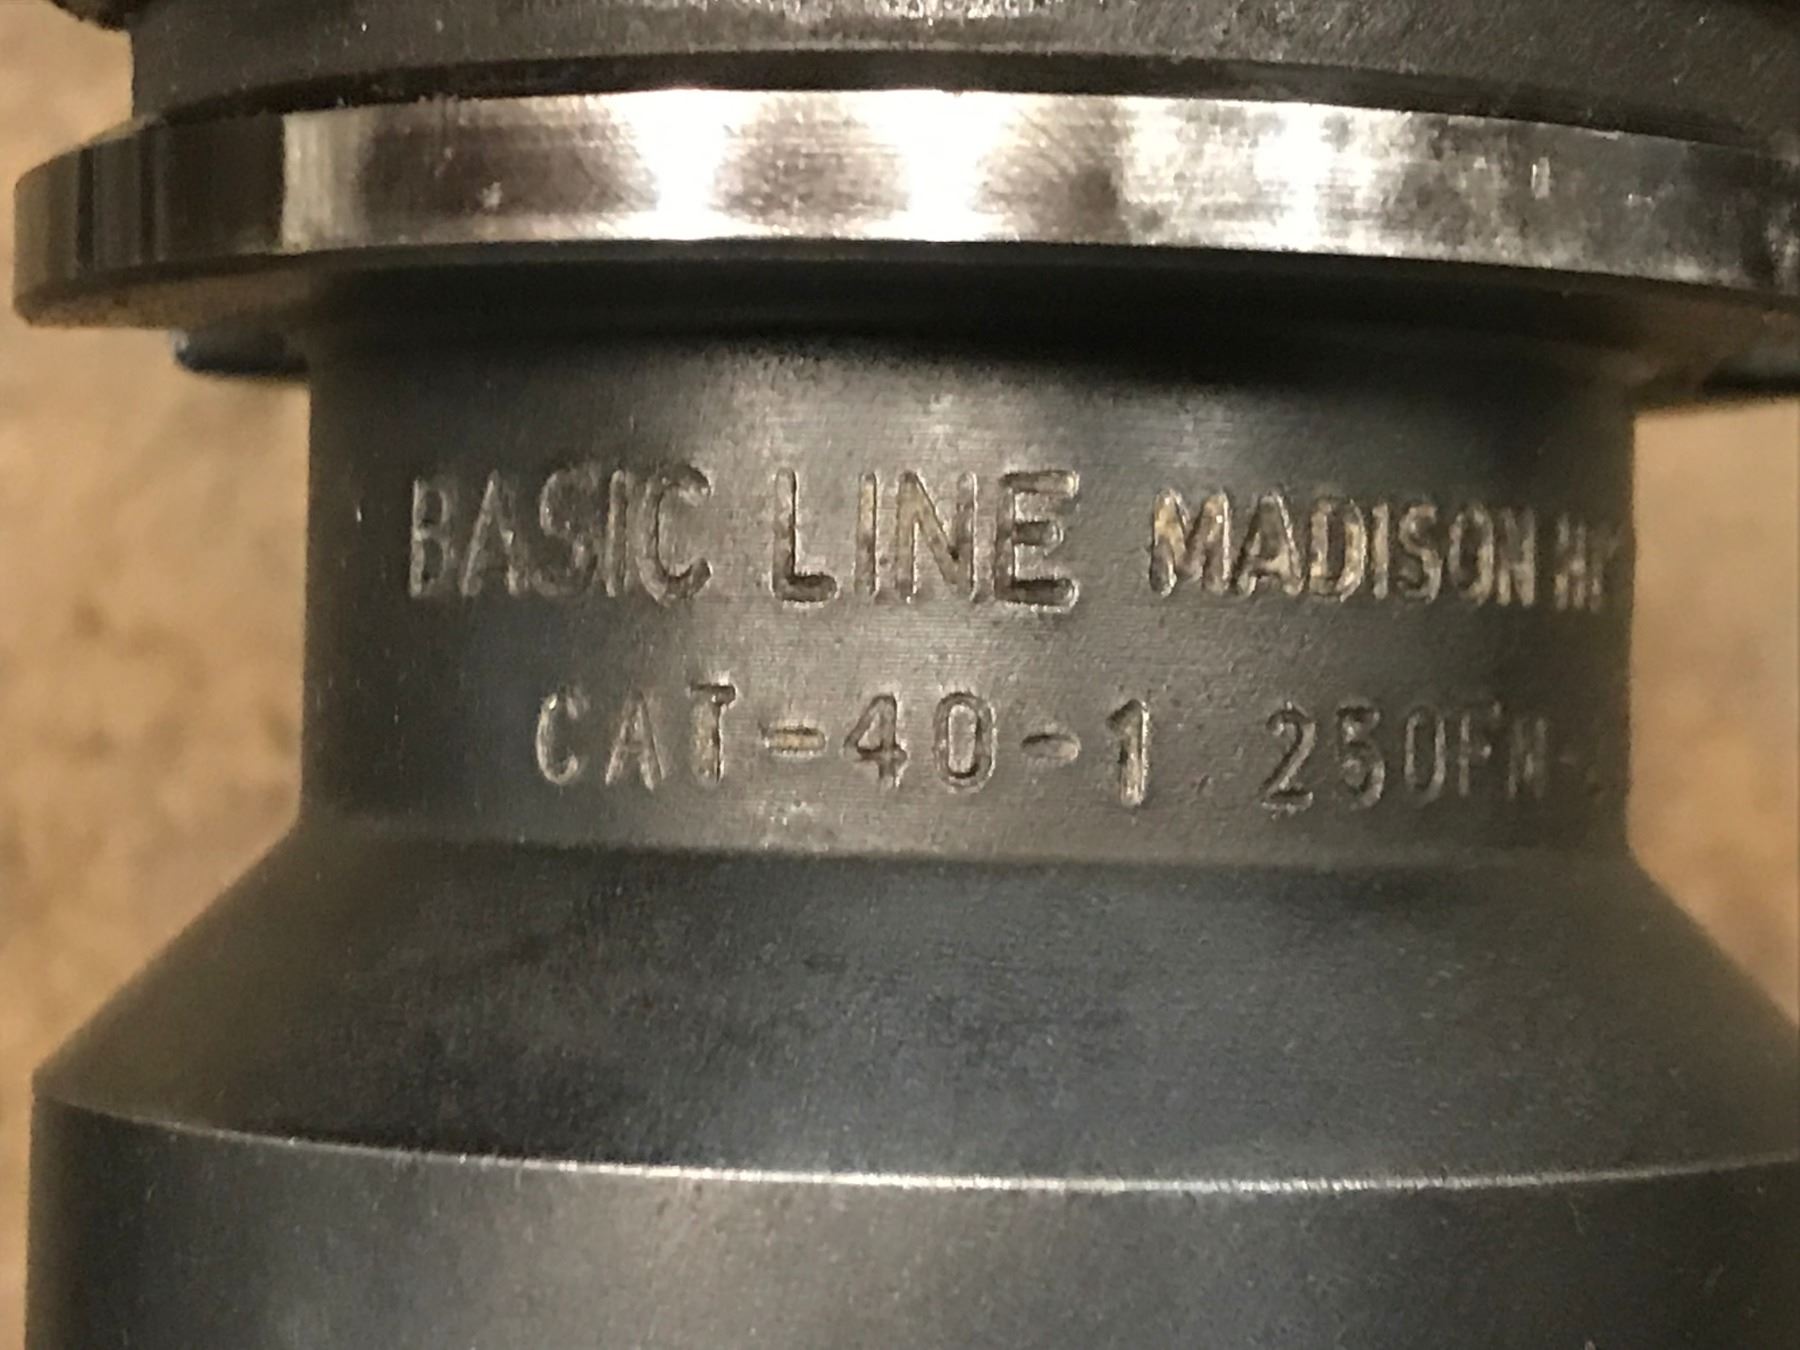 BASIC LINE MADISON
CAT-40-1.250FN-